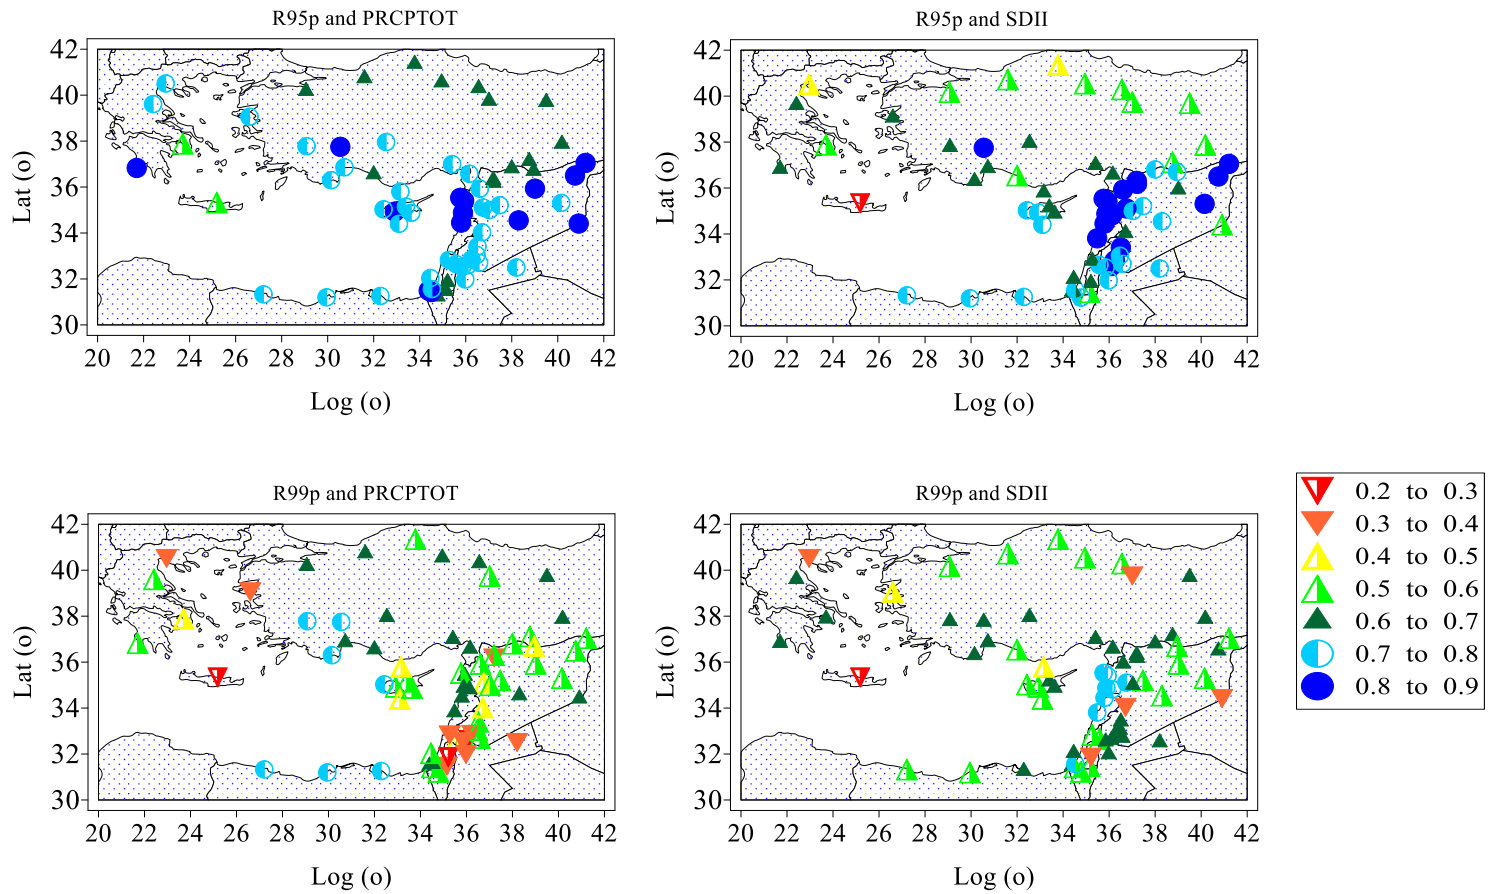 R95p and PRCPTOT
42
40
38
36
34
32
30
Lat (o)
20 22 24 26 28 30 32 34 36 38 40 42
Log (o)
R95p and SDII
42
40
38
36
34
32
30
Lat (o)
20 22 24 26 28 30 32 34 36 38 40 42
Log (o)
R99p and PRCPTOT
42
40
38
36
34
32
30
Lat (o)
20 22 24 26 28 30 32 34 36 38 40 42
Log (o)
R99p and SDII
42
40
38
36
34
32
30
Lat (o)
20 22 24 26 28 30 32 34 36 38 40 42
Log (o)
0.2 to 0.3
0.3 to 0.4
0.4 to 0.5
0.5 to 0.6
0.6 to 0.7
0.7 to 0.8
0.8 to 0.9